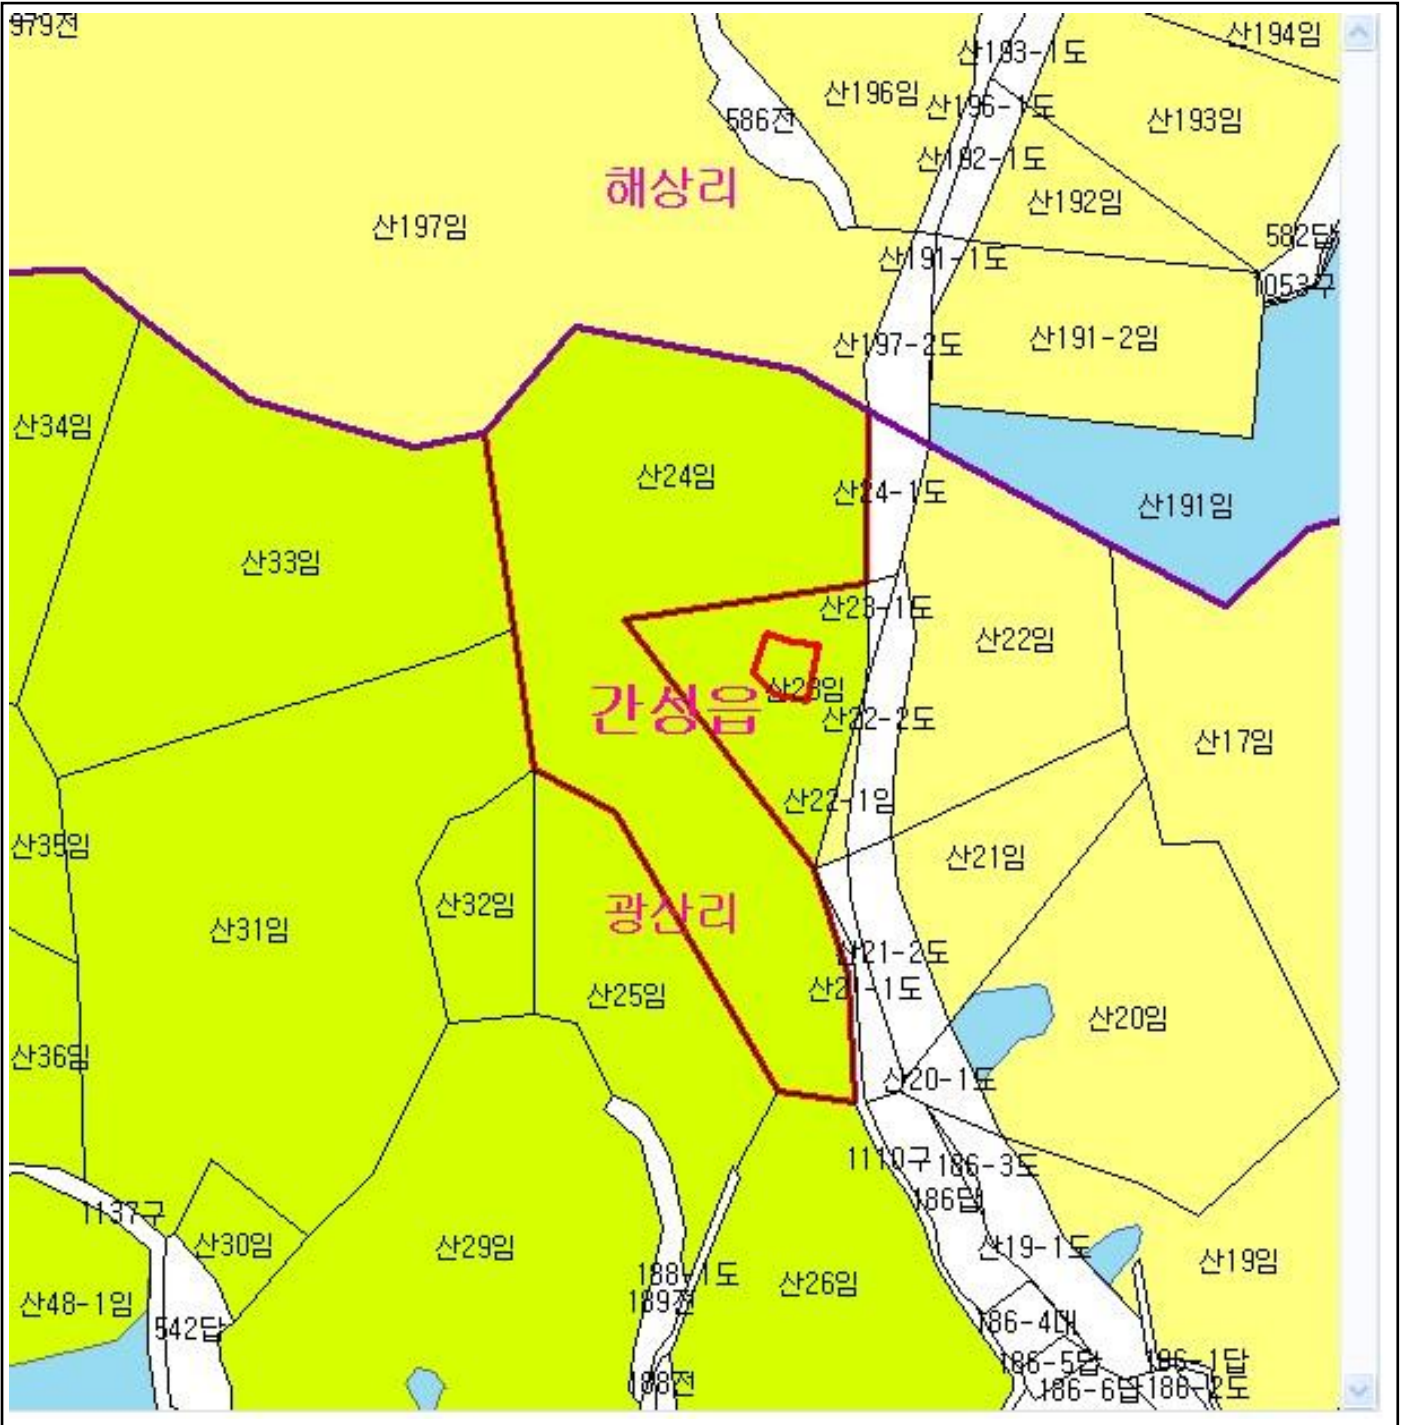 979전
산194임
산193-1도
산196임
산196-1도
586전
산193임
산192-1도
해상리
산192임
산197임
582답
산191-1도
1053구
산197-2도
산191-2임
산34임
산24임
산24-1도
산191임
산33임
산23-1도
산22임
산23임
간성읍
산22-2도
산17임
산22-1임
산35임
산21임
산32임
광산리
산31임
산21-2도
산21-1도
산25임
산20임
산36임
산20-1도
1110구
186-3도
186답
1137구
산30임
산29임
산19-1도
산19임
188-1도
산26임
189전
산48-1임
542답
186-4대
186-5답
186-1답
188전
186-6답
186-2도